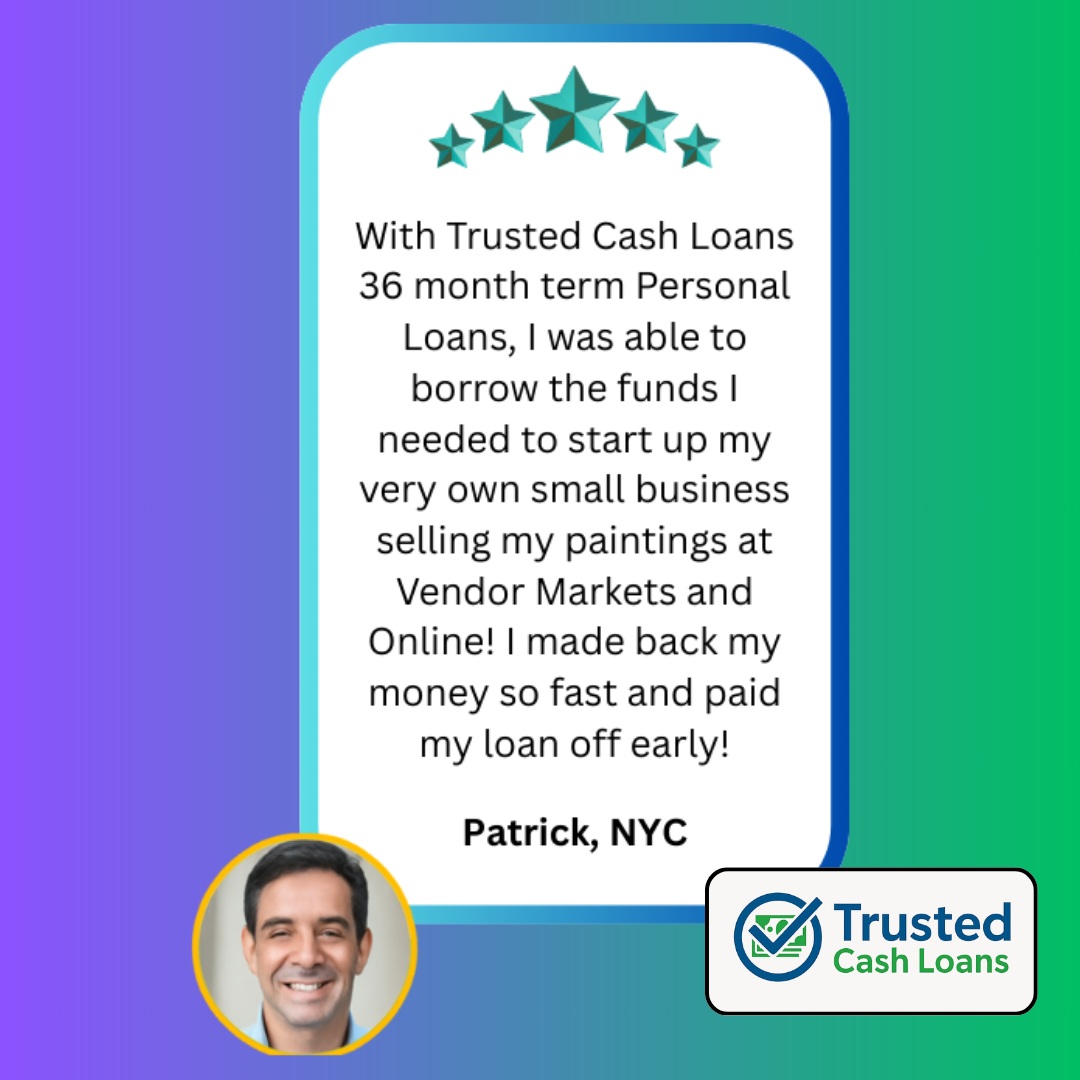 With Trusted Cash Loans
36 month term Personal
Loans, I was able to
borrow the funds I
needed to start up my
very own small business
selling my paintings at
Vendor Markets and
Online! I made back my
money so fast and paid
my loan off early!
Patrick, NYC
Trusted
Cash Loans